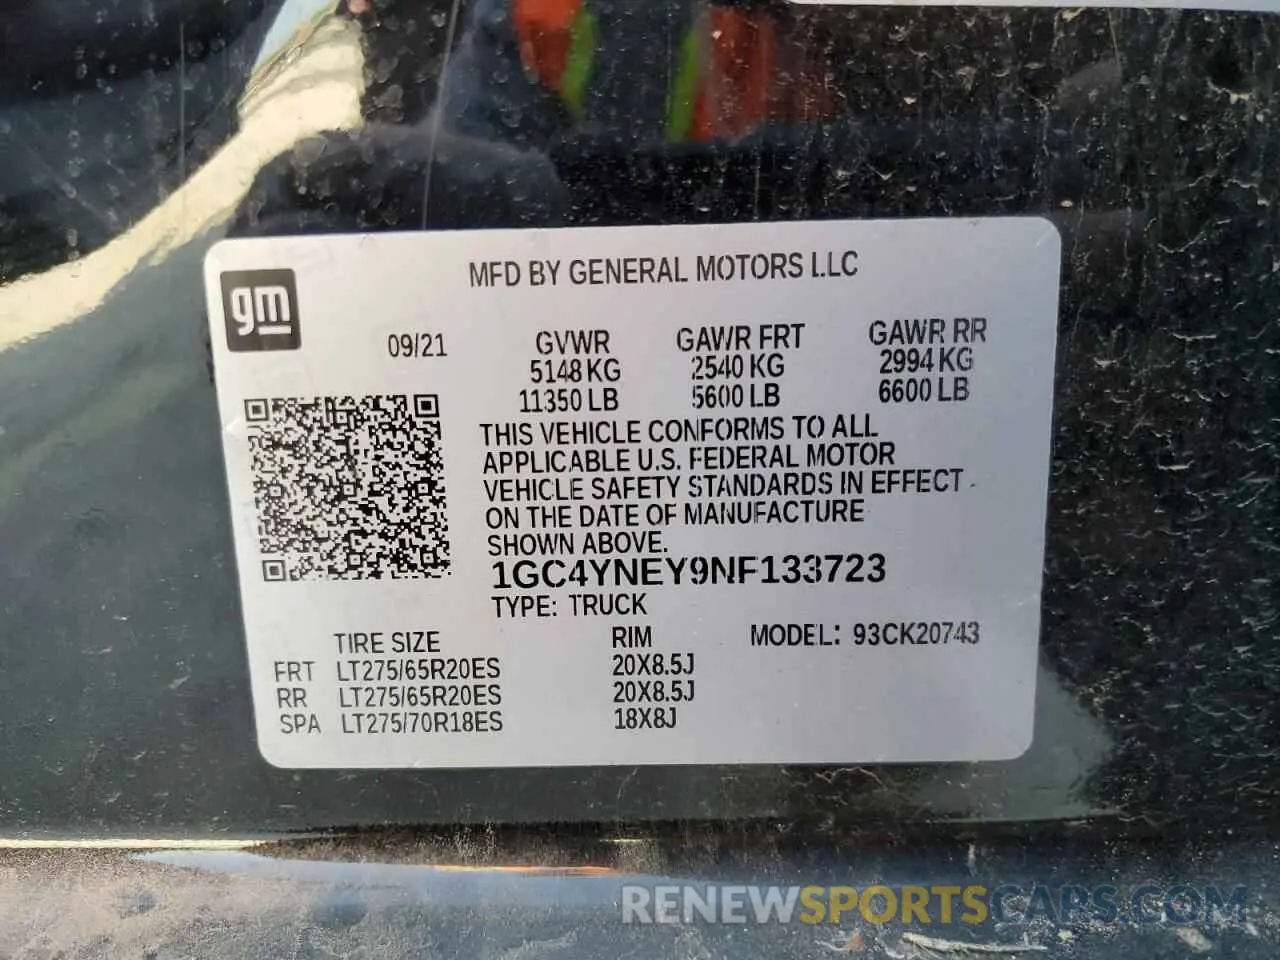 gm
MFD BY GENERAL MOTORS LLC
09/21 GVWR GAWR FRT GAWR RR
5148 KG 2540 KG 2994 KG
11350 LB 5600 LB 6600 LB
THIS VEHICLE CONFORMS TO ALL
APPLICABLE U.S. FEDERAL MOTOR
VEHICLE SAFETY STANDARDS IN EFFECT
ON THE DATE OF MANUFACTURE
SHOWN ABOVE.
1GC4YNEY9NF133723
TYPE: TRUCK
TIRE SIZE RIM MODEL: 93CK20743
FRT LT275/65R20ES 20X8.5J
RR LT275/65R20ES 20X8.5J
SPA LT275/70R18ES 18X8J
RENEWSPORTSCARS.COM